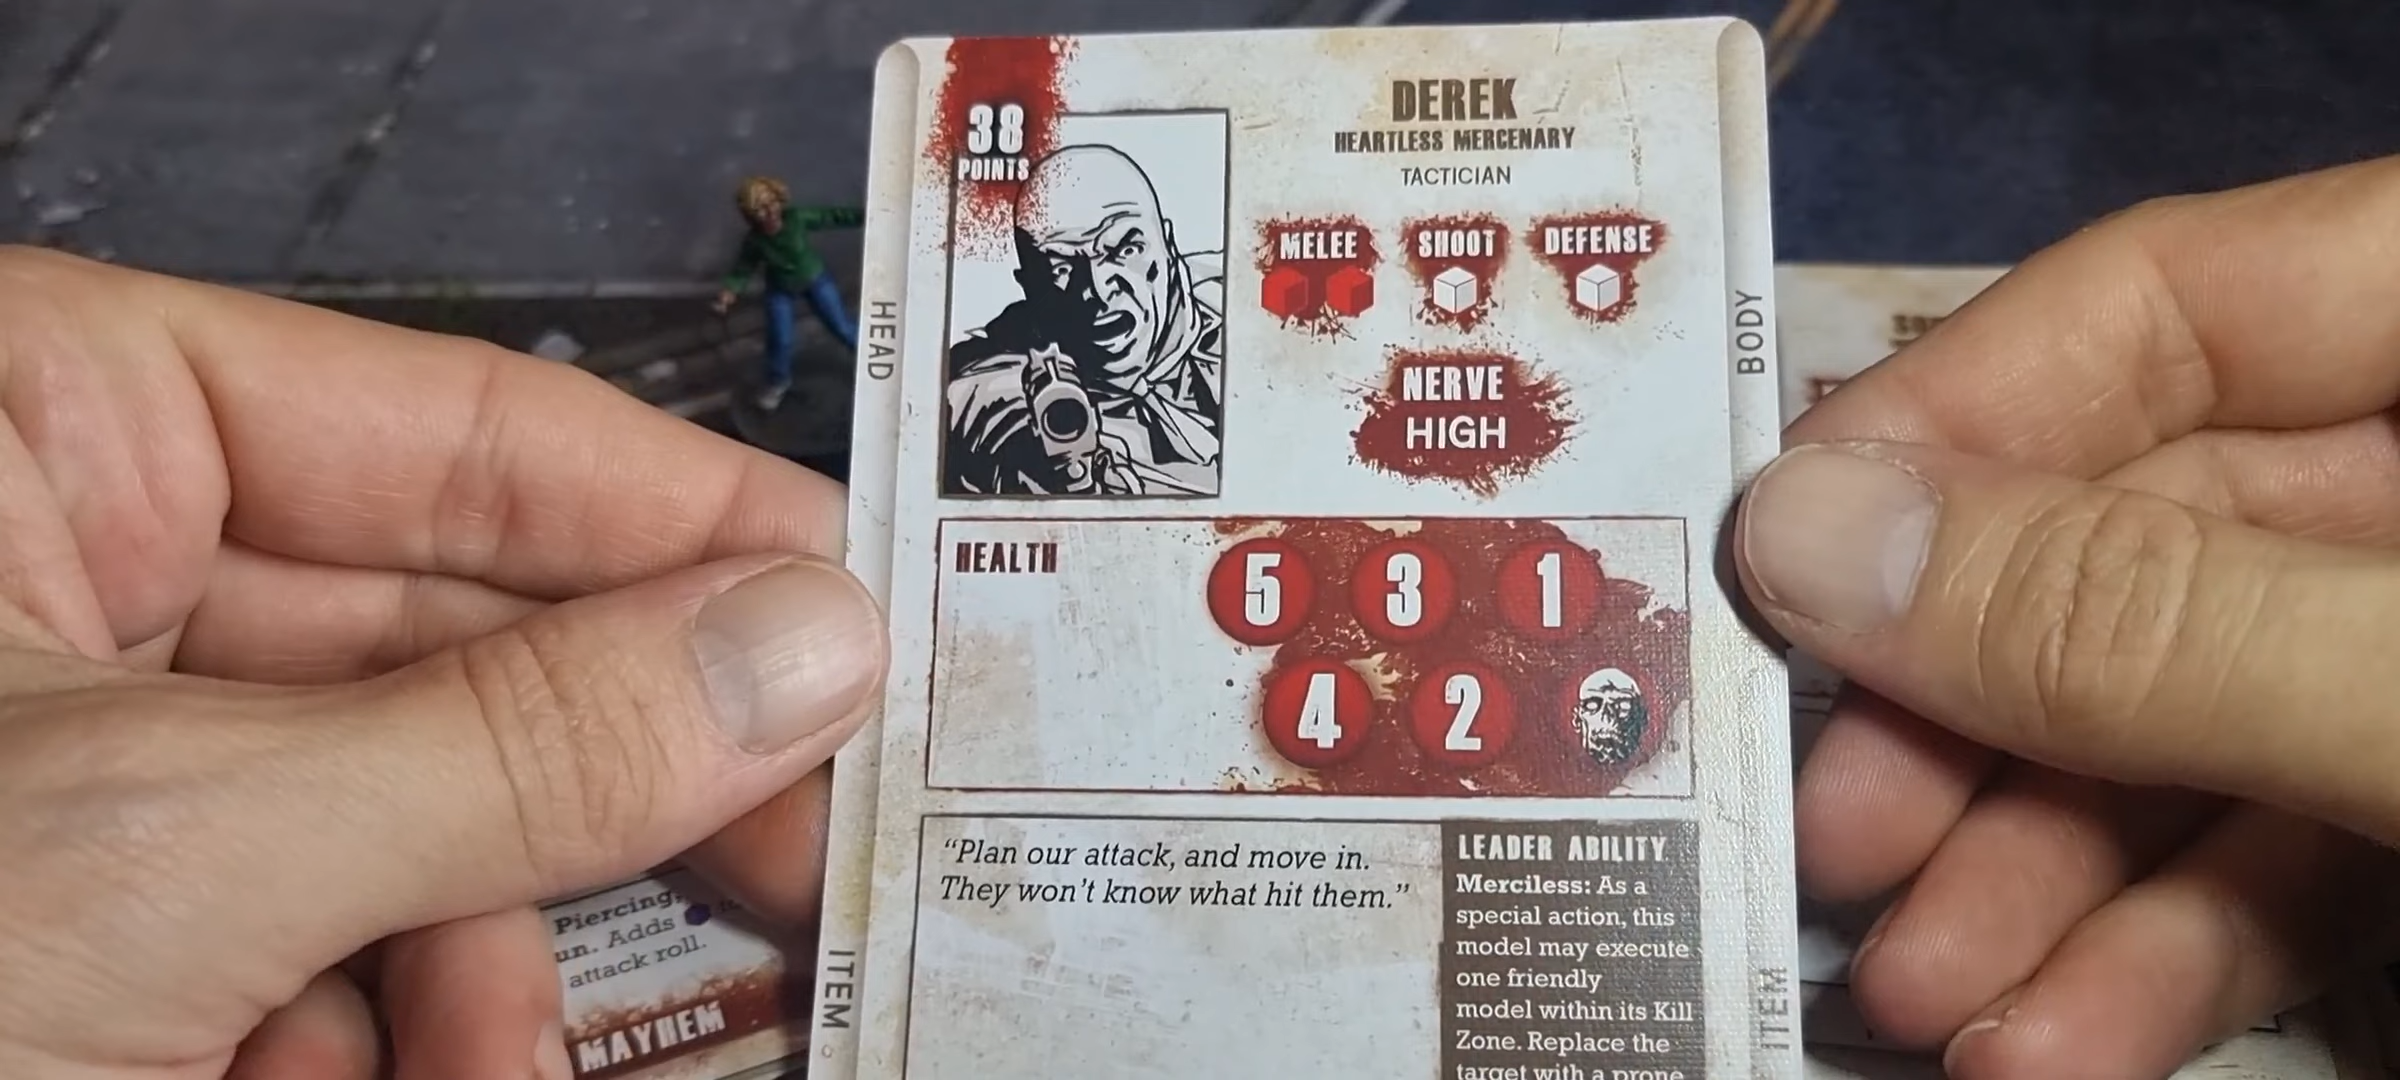 38
POINTS
DEREK
HEARTLESS MERCENARY
TACTICIAN
MELEE
SHOOT
DEFENSE
NERVE
HIGH
HEAD
BODY
HEALTH
5 3 1
4 2
"Plan our attack, and move in.
They won't know what hit them."
LEADER ABILITY
Merciless: As a
special action, this
model may execute
one friendly
model within its Kill
Zone. Replace the
target with a prone
ITEM
ITEM
Piercing.
un. Adds
attack roll.
MAYHEM